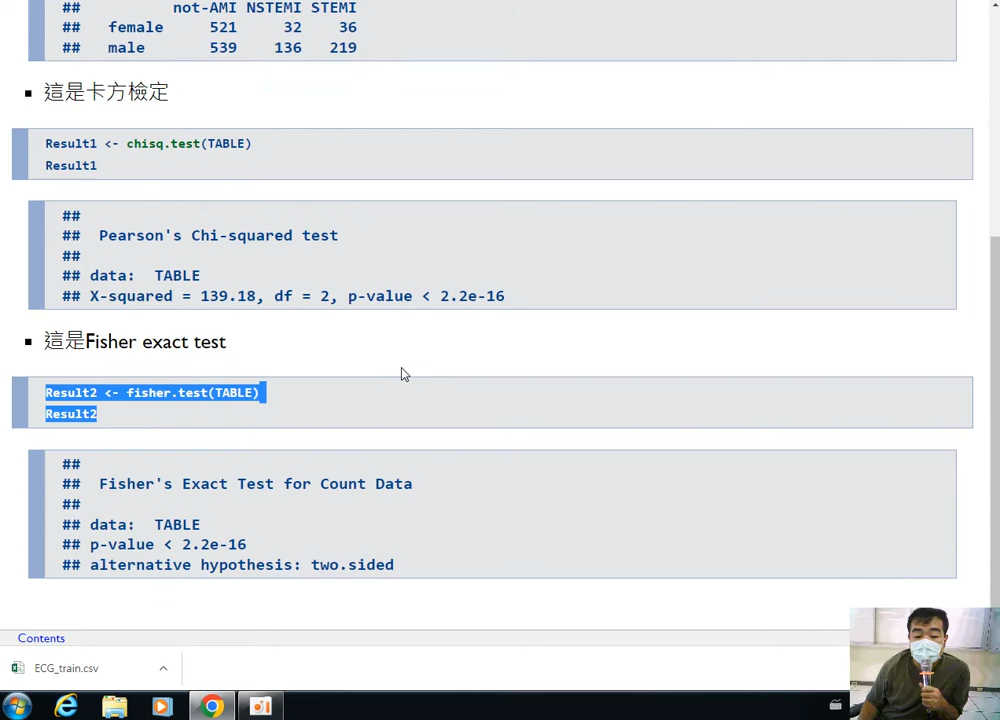 ##           not-AMI NSTEMI STEMI
##   female     521     32    36
##   male       539    136   219
▪ 這是卡方檢定
Result1 <- chisq.test(TABLE)
Result1
##
##  Pearson's Chi-squared test
##
## data:  TABLE
## X-squared = 139.18, df = 2, p-value < 2.2e-16
▪ 這是Fisher exact test
Result2 <- fisher.test(TABLE)
Result2
##
##  Fisher's Exact Test for Count Data
##
## data:  TABLE
## p-value < 2.2e-16
## alternative hypothesis: two.sided
Contents
ECG_train.csv